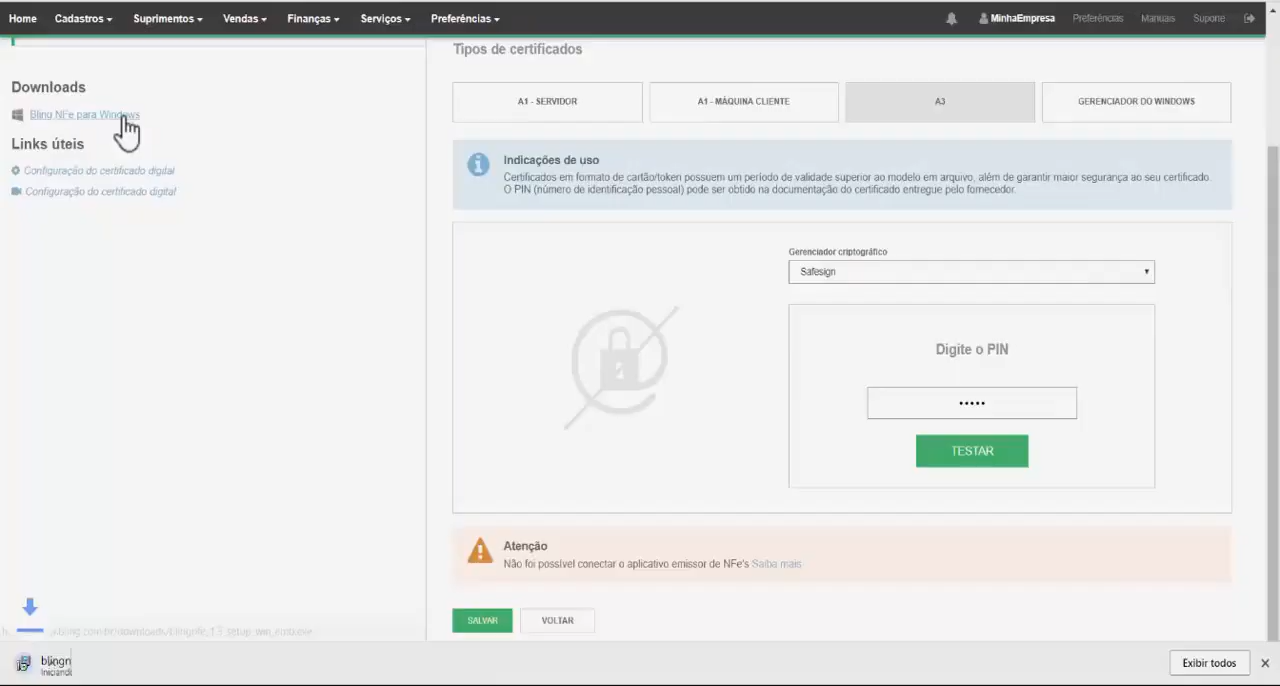 Home Cadastros Suprimentos Vendas Finanças Serviços Preferências MinhaEmpresa Preferências Manuais Suporte
Tipos de certificados
Downloads
Bling NFe para Windows
Links úteis
Configuração do certificado digital
Configuração do certificado digital
A1 - SERVIDOR A1 - MÁQUINA CLIENTE A3 GERENCIADOR DO WINDOWS
Indicações de uso
Certificados em formato de cartão/token possuem um período de validade superior ao modelo em arquivo, além de garantir maior segurança ao seu certificado.
O PIN (número de identificação pessoal) pode ser obtido na documentação do certificado entregue pelo fornecedor.
Gerenciador criptográfico
Safesign
Digite o PIN
•••••
TESTAR
Atenção
Não foi possível conectar o aplicativo emissor de NFe's Saiba mais
SALVAR VOLTAR
blingn
Iniciand
Exibir todos